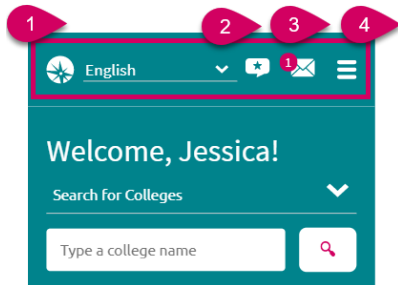 1 2 3 4
English 1
Welcome, Jessica!
Search for Colleges
Type a college name